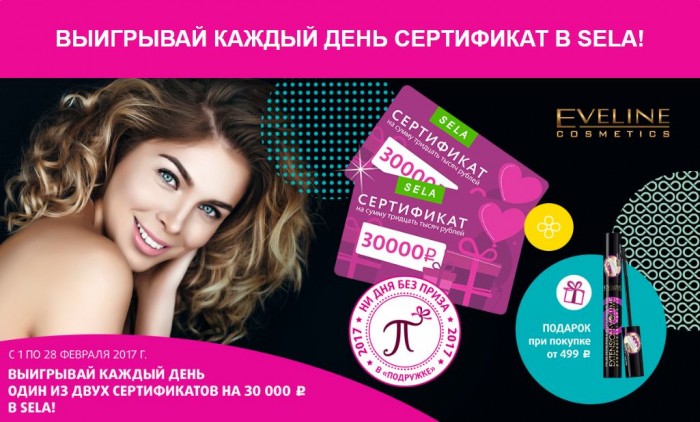 ВЫИГРЫВАЙ КАЖДЫЙ ДЕНЬ СЕРТИФИКАТ В SELA!
EVELINE
COSMETICS
SELA
СЕРТИФИКАТ
на сумму тридцать тысяч рублей
30000
SELA
СЕРТИФИКАТ
на сумму тридцать тысяч рублей
30000₽
НИ ДНЯ БЕЗ ПРИЗА
2017
2017
В «ПОДРУЖКЕ»
ПОДАРОК
при покупке
от 499 ₽
EXTENSION VOLUME
С 1 ПО 28 ФЕВРАЛЯ 2017 Г.
ВЫИГРЫВАЙ КАЖДЫЙ ДЕНЬ
ОДИН ИЗ ДВУХ СЕРТИФИКАТОВ НА 30 000 ₽
В SELA!